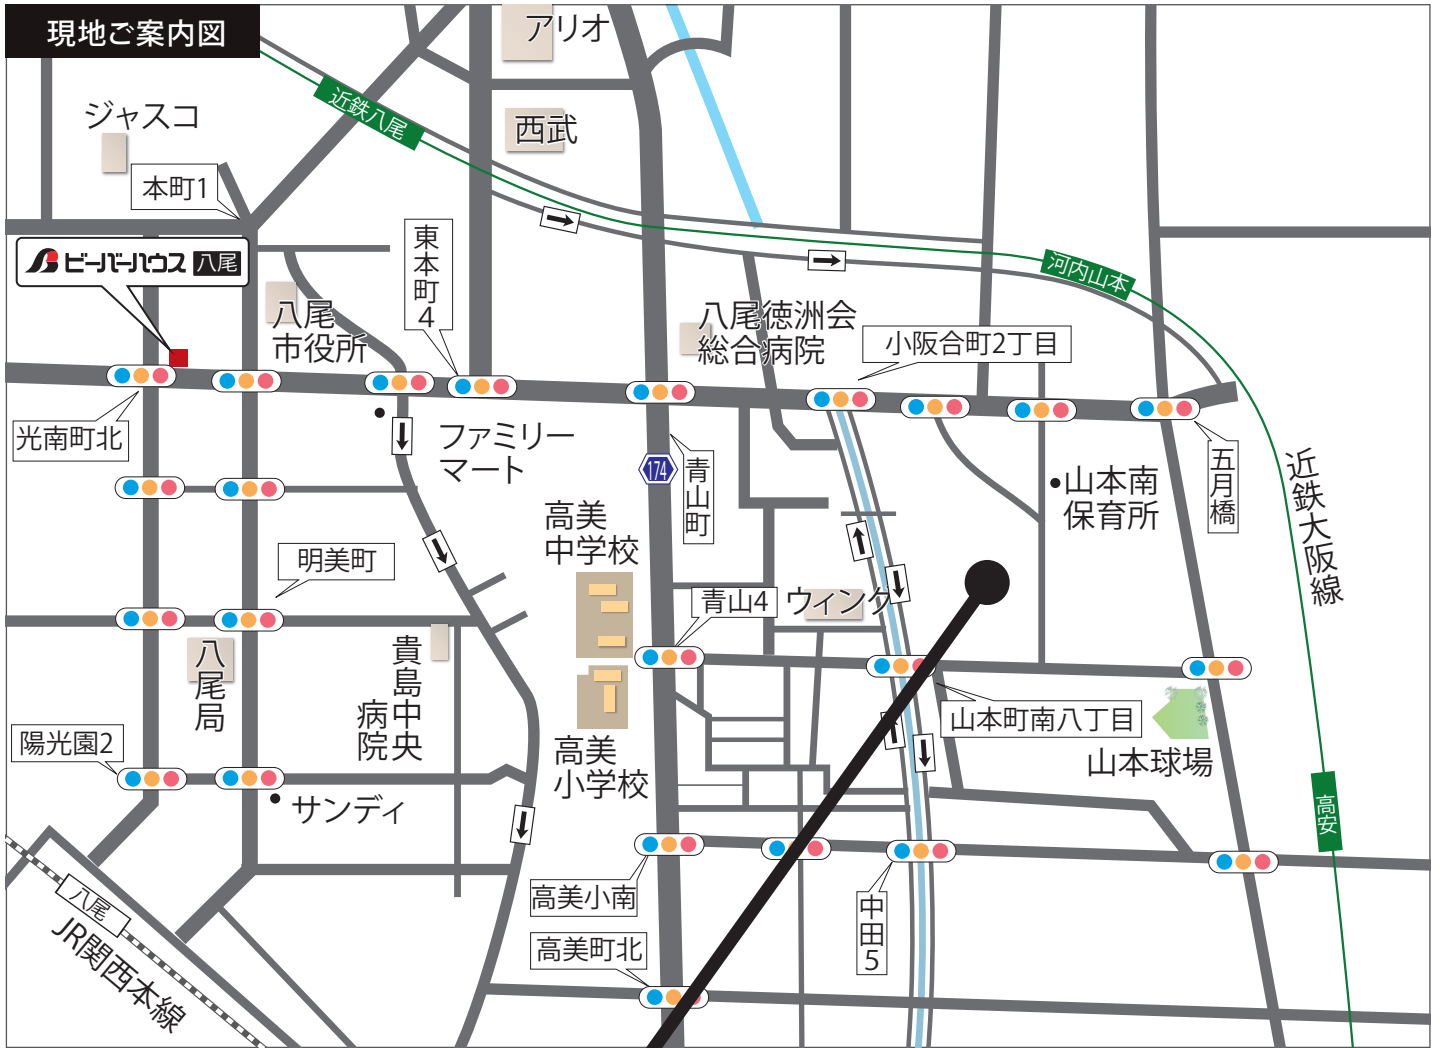 現地ご案内図
アリオ
近鉄八尾
ジャスコ
西武
本町1
ビーバーハウス 八尾
東本町4
河内山本
八尾
市役所
八尾徳洲会
総合病院
小阪合町2丁目
光南町北
ファミリー
マート
174
青山町
五月橋
近鉄大阪線
山本南
保育所
高美
中学校
明美町
青山4
ウィング
八尾局
貴島中央
病院
山本町南八丁目
陽光園2
高美
小学校
山本球場
サンディ
高安
高美小南
中田5
八尾
JR関西本線
高美町北